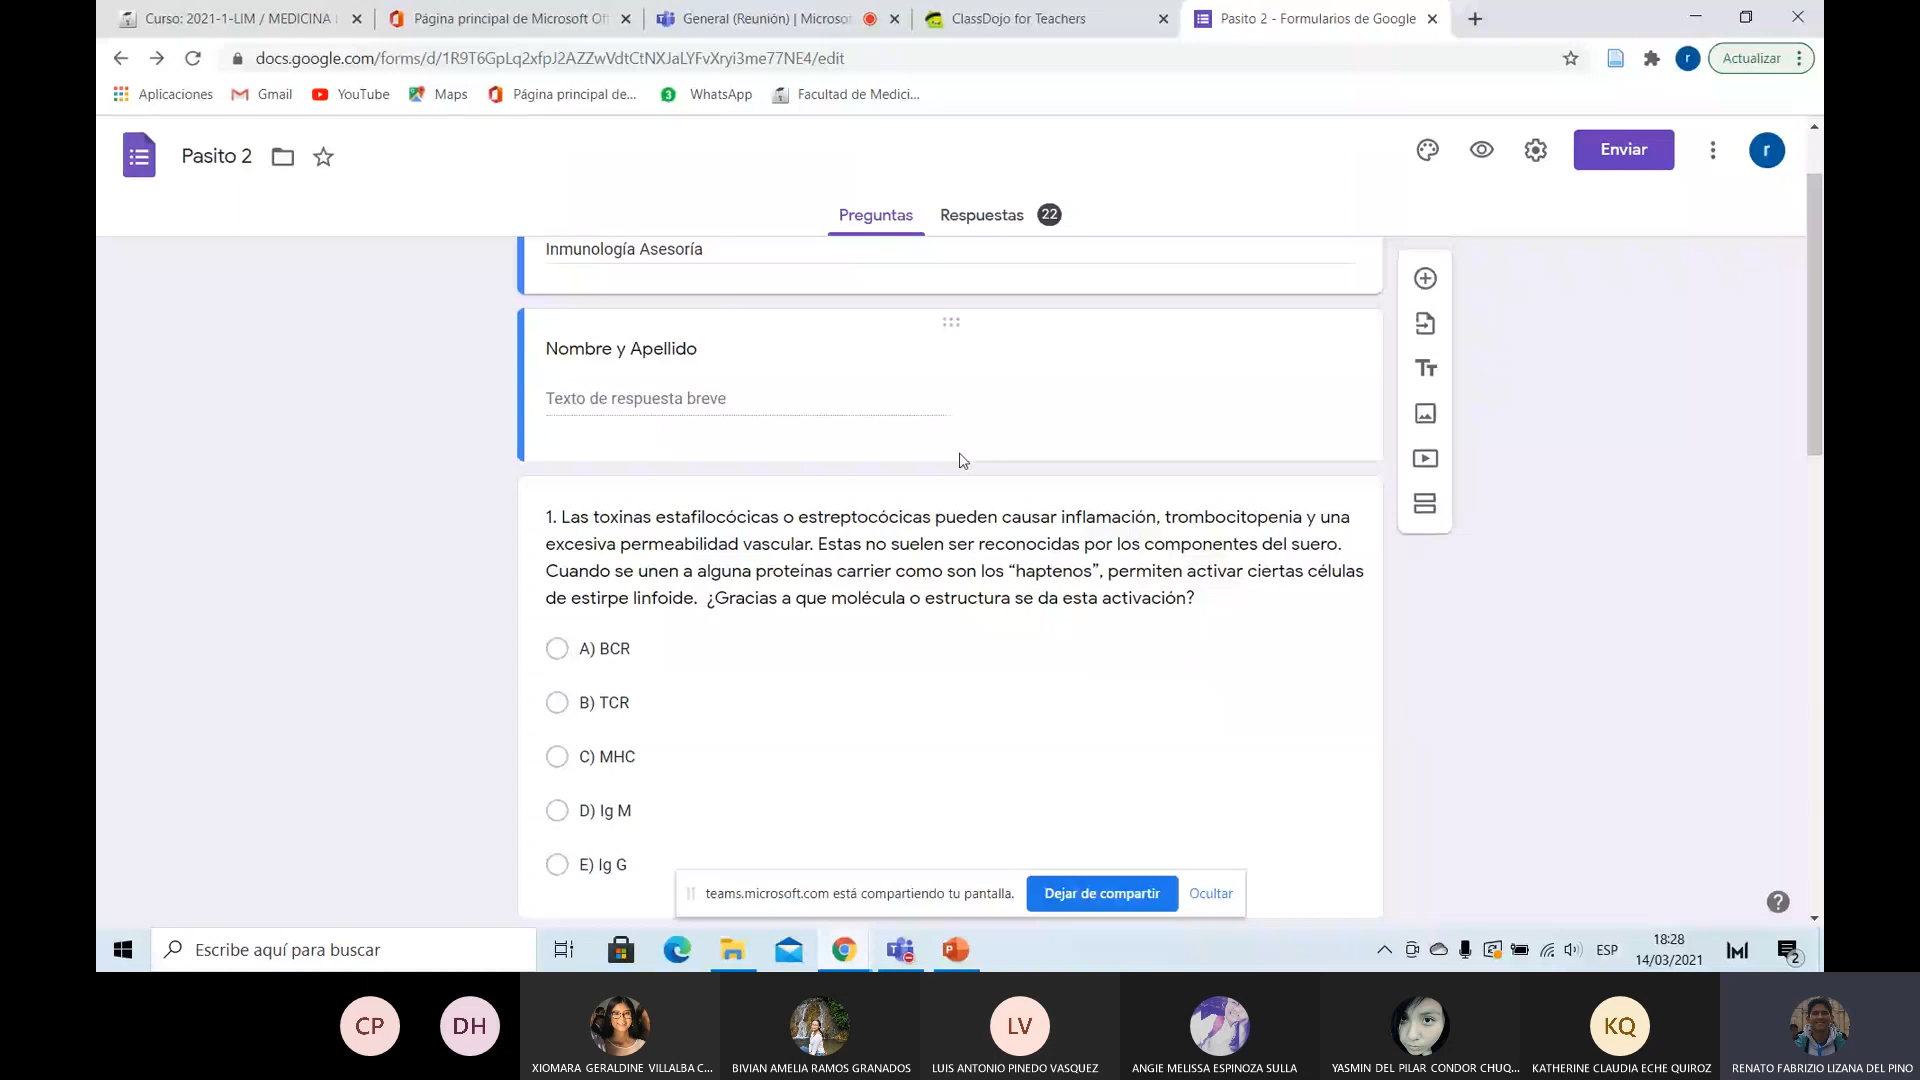 Curso: 2021-1-LIM / MEDICINA
Página principal de Microsoft Of
General (Reunión) | Microso
ClassDojo for Teachers
Pasito 2 - Formularios de Google
docs.google.com/forms/d/1R9T6GpLq2xfpJ2AZZwVdtCtNXJaLYFvXryi3me77NE4/edit
r
Actualizar
Aplicaciones
Gmail
YouTube
Maps
Página principal de...
3
WhatsApp
Facultad de Medici...
Pasito 2
Enviar
r
Preguntas
Respuestas
22
Inmunología Asesoría
Nombre y Apellido
Texto de respuesta breve
1. Las toxinas estafilocócicas o estreptocócicas pueden causar inflamación, trombocitopenia y una
excesiva permeabilidad vascular. Estas no suelen ser reconocidas por los componentes del suero.
Cuando se unen a alguna proteínas carrier como son los “haptenos”, permiten activar ciertas células
de estirpe linfoide. ¿Gracias a que molécula o estructura se da esta activación?
A) BCR
B) TCR
C) MHC
D) Ig M
E) Ig G
Tт
teams.microsoft.com está compartiendo tu pantalla.
Dejar de compartir
Ocultar
Escribe aquí para buscar
ESP
18:28
14/03/2021
2
CP
DH
XIOMARA GERALDINE VILLALBA C...
BIVIAN AMELIA RAMOS GRANADOS
LV
LUIS ANTONIO PINEDO VASQUEZ
ANGIE MELISSA ESPINOZA SULLA
YASMIN DEL PILAR CONDOR CHUQ...
KQ
KATHERINE CLAUDIA ECHE QUIROZ
RENATO FABRIZIO LIZANA DEL PINO